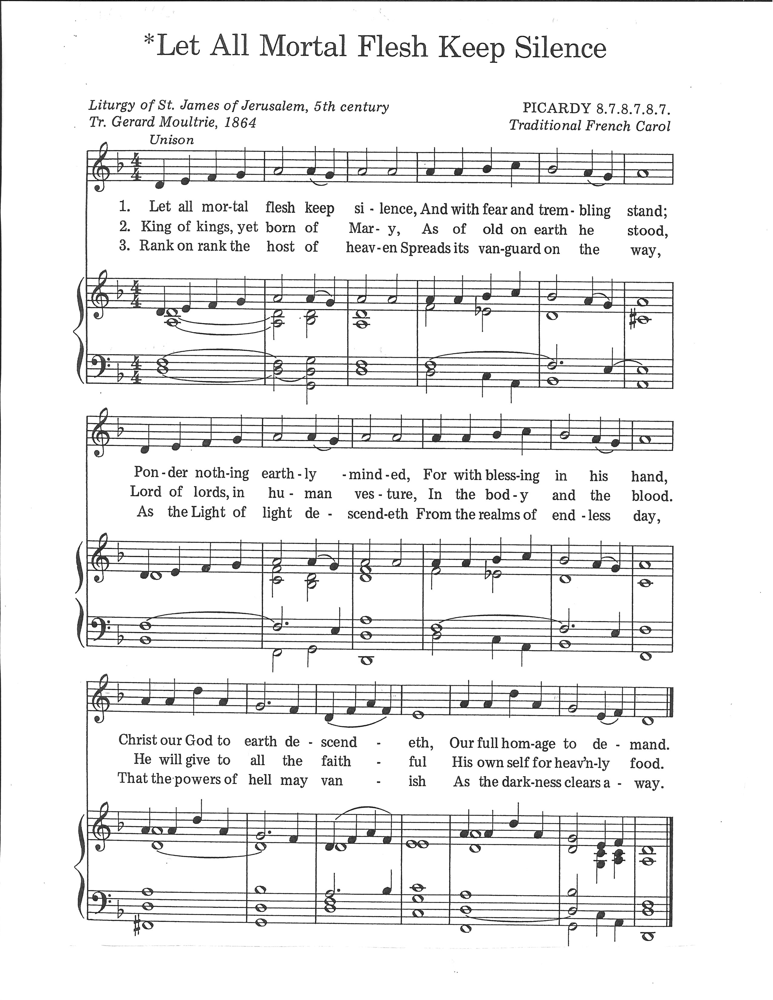 *Let All Mortal Flesh Keep Silence
Liturgy of St. James of Jerusalem, 5th century
PICARDY 8.7.8.7.8.7.
Tr. Gerard Moultrie, 1864
Traditional French Carol
Unison
1. Let all mor-tal flesh keep si - lence, And with fear and trem - bling stand;
2. King of kings, yet born of Mar - y, As of old on earth he stood,
3. Rank on rank the host of heav-en Spreads its van-guard on the way,
Pon - der noth-ing earth - ly - mind - ed, For with bless-ing in his hand,
Lord of lords, in hu - man ves - ture, In the bod - y and the blood.
As the Light of light de - scend-eth From the realms of end - less day,
Christ our God to earth de - scend - eth, Our full hom-age to de - mand.
He will give to all the faith - ful His own self for heav'n-ly food.
That the powers of hell may van - ish As the dark-ness clears a - way.